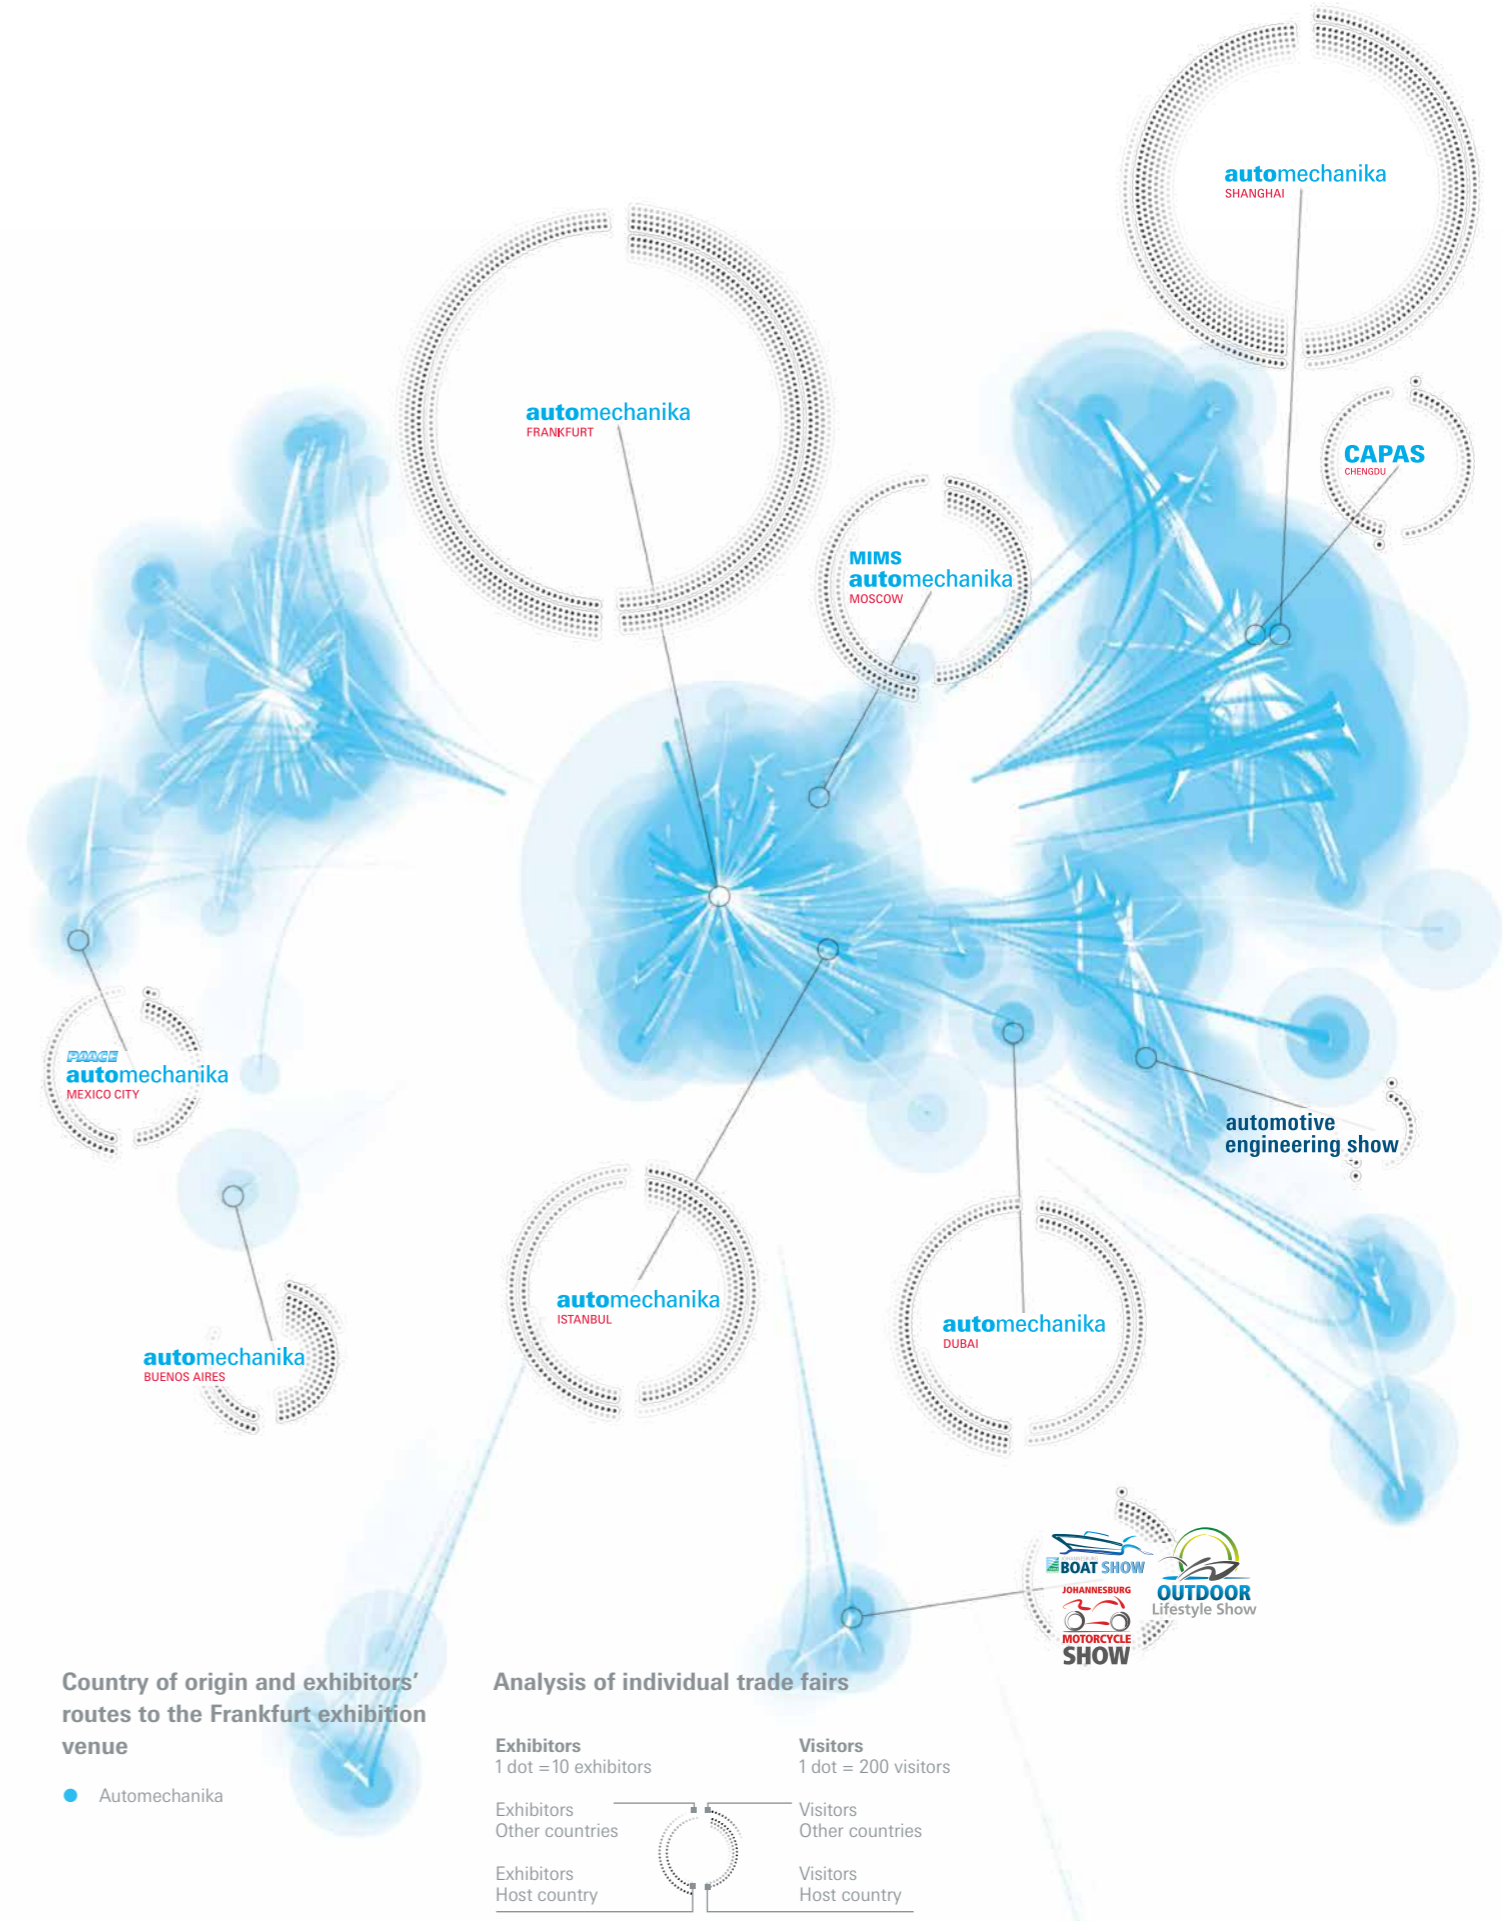 automechanika
SHANGHAI
automechanika
FRANKFURT
CAPAS
CHENGDU
MIMS
automechanika
MOSCOW
PAACE
automechanika
MEXICO CITY
automotive
engineering show
automechanika
ISTANBUL
automechanika
DUBAI
automechanika
BUENOS AIRES
BOAT SHOW
JOHANNESBURG
MOTORCYCLE
SHOW
OUTDOOR
Lifestyle Show
Country of origin and exhibitors'
routes to the Frankfurt exhibition
venue
Automechanika
Analysis of individual trade fairs
Exhibitors
1 dot =10 exhibitors
Visitors
1 dot = 200 visitors
Exhibitors
Other countries
Visitors
Other countries
Exhibitors
Host country
Visitors
Host country